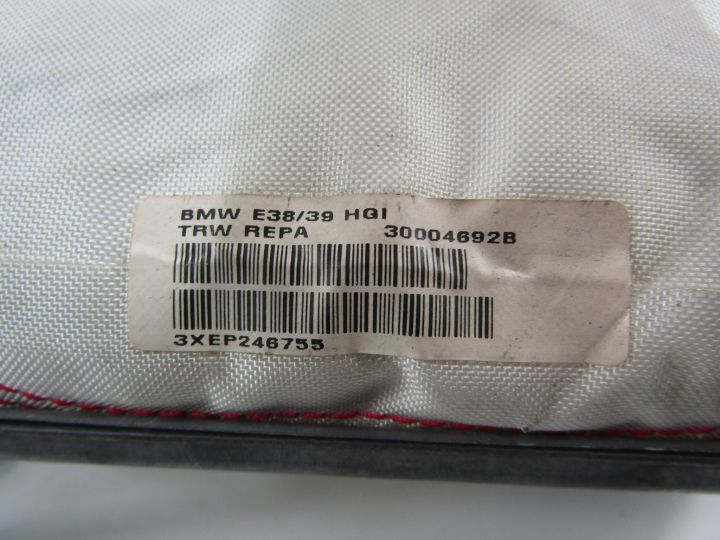 BMW E38/39 HGI
TRW REPA 30004692B
3XEP246755